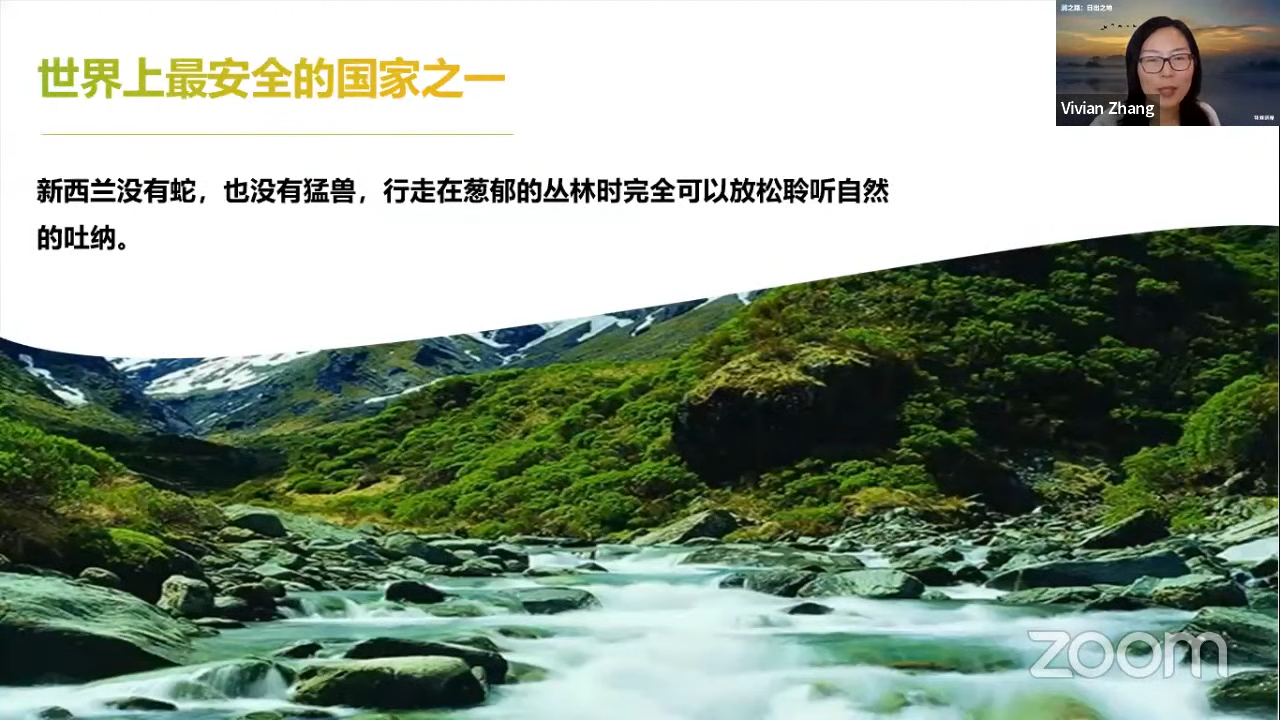 世界上最安全的国家之一
新西兰没有蛇，也没有猛兽，行走在葱郁的丛林时完全可以放松聆听自然
的吐纳。
Vivian Zhang
zoom